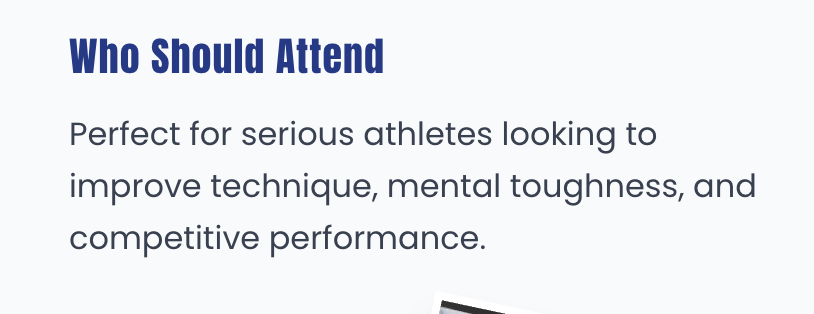 Who Should Attend
Perfect for serious athletes looking to
improve technique, mental toughness, and
competitive performance.